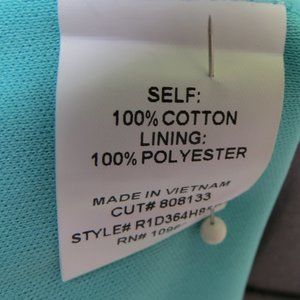 SELF:
100% COTTON
LINING:
100% POLYESTER
MADE IN VIETNAM
CUT# 808133
STYLE#
RN#